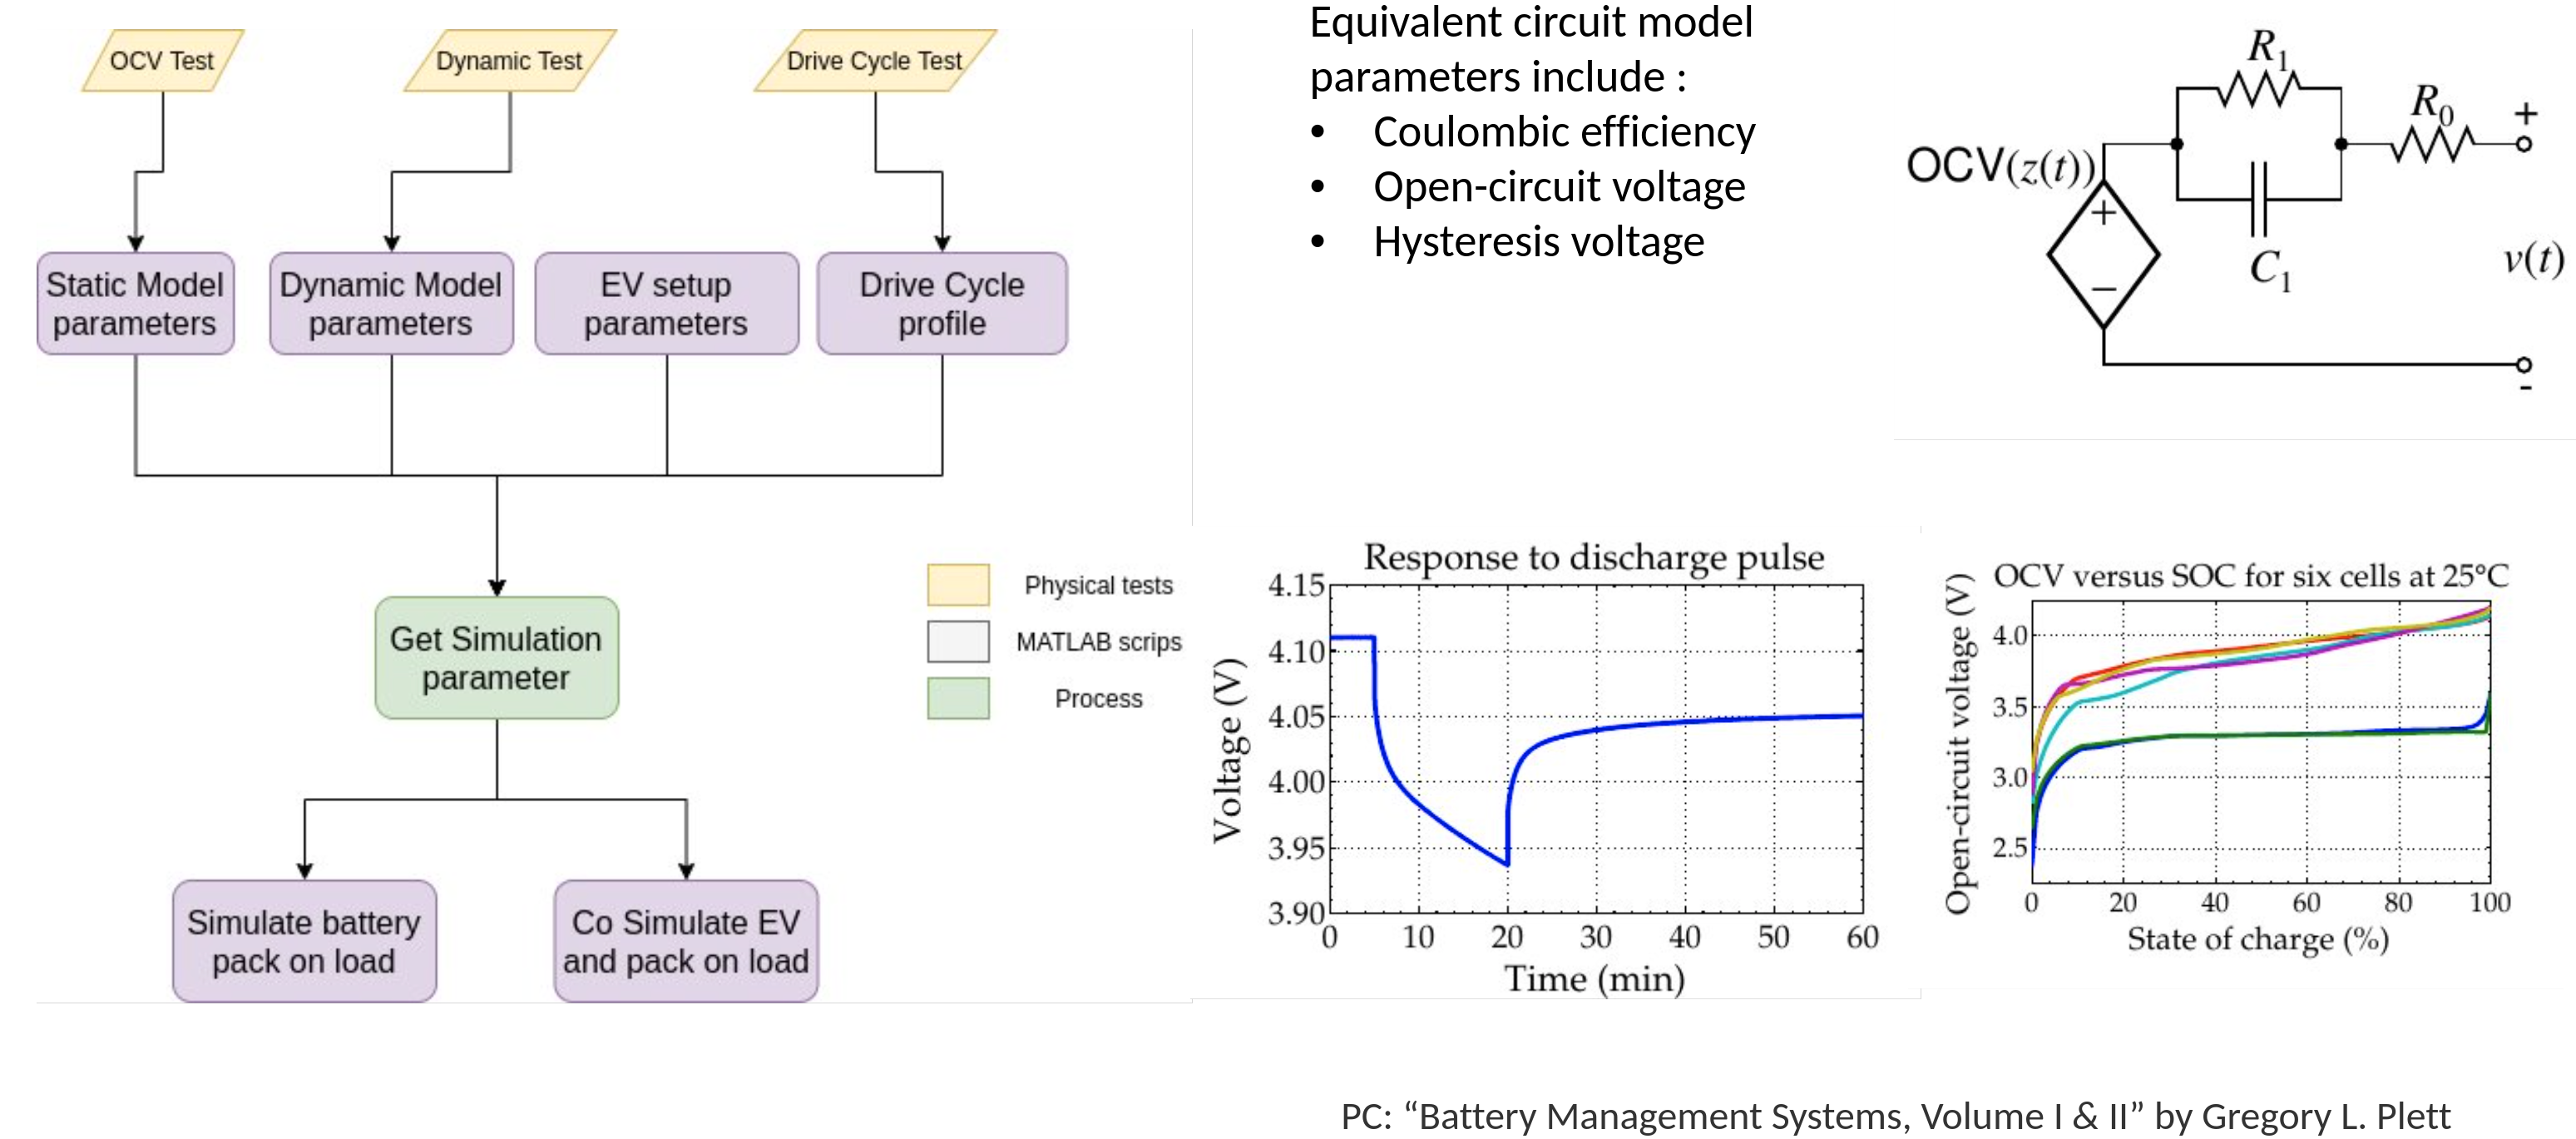 OCV Test
Dynamic Test
Drive Cycle Test
Static Model
parameters
Dynamic Model
parameters
EV setup
parameters
Drive Cycle
profile
Get Simulation
parameter
Physical tests
MATLAB scrips
Process
Simulate battery
pack on load
Co Simulate EV
and pack on load
Equivalent circuit model
parameters include :
• Coulombic efficiency
• Open-circuit voltage
• Hysteresis voltage
R1
R0
+
OCV(z(t))
+
−
C1
v(t)
-
Response to discharge pulse
Voltage (V)
4.15
4.10
4.05
4.00
3.95
3.90
0 10 20 30 40 50 60
Time (min)
OCV versus SOC for six cells at 25°C
Open-circuit voltage (V)
4.0
3.5
3.0
2.5
0 20 40 60 80 100
State of charge (%)
PC: “Battery Management Systems, Volume I & II” by Gregory L. Plett